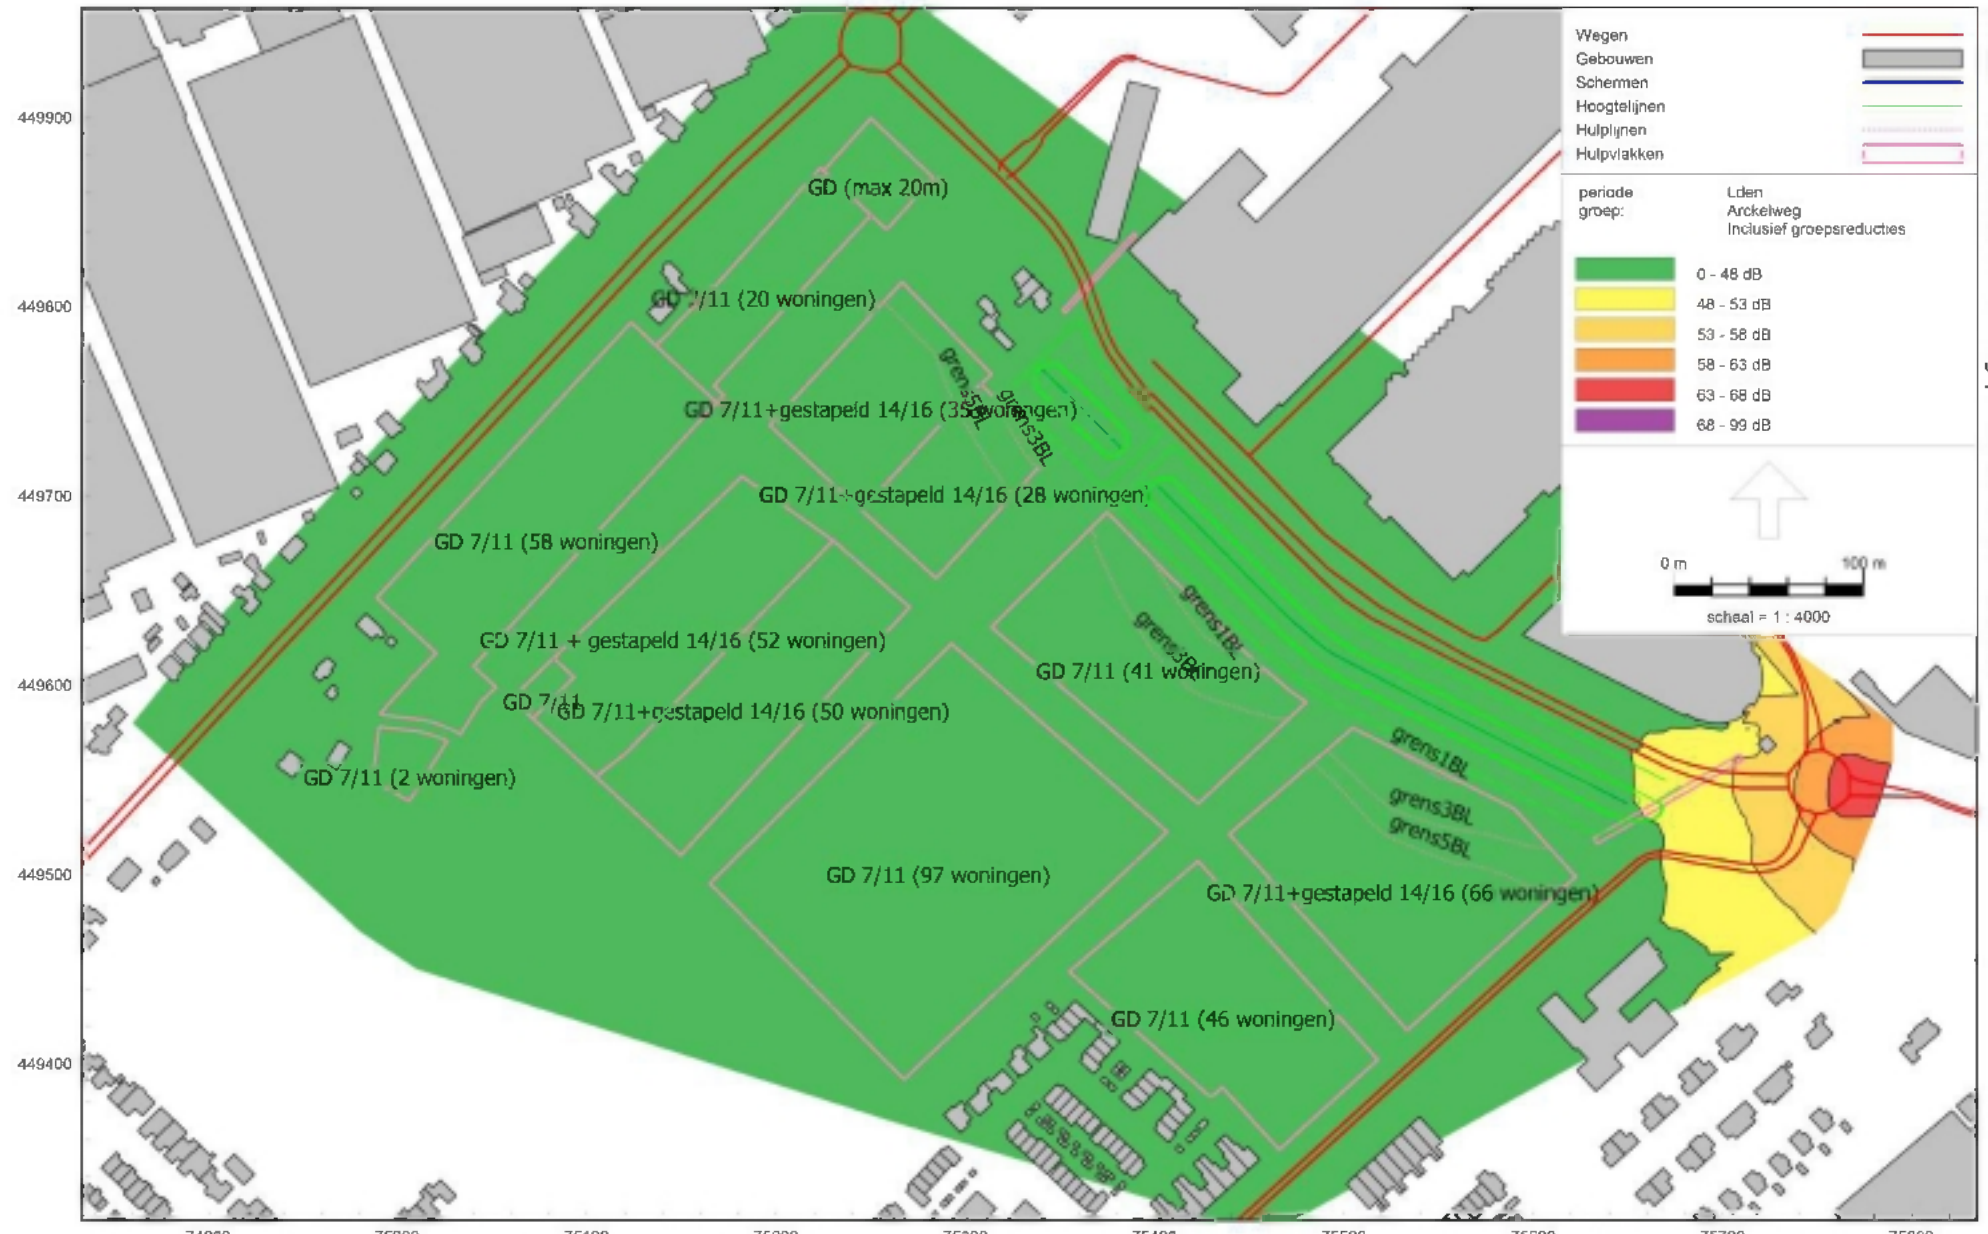 Wegen
Gebouwen
Schermen
Hoogtelijnen
Hulplijnen
Hulpvlakken
periode Lden
groep: Arckelweg
Inclusief groepsreducties
0 - 48 dB
48 - 53 dB
53 - 58 dB
58 - 63 dB
63 - 68 dB
68 - 99 dB
0 m 100 m
schaal = 1 : 4000
449900
449800
449700
449600
449500
449400
GD (max 20m)
GD 7/11 (20 woningen)
grens5BL
grens3BL
GD 7/11+gestapeld 14/16 (35 woningen)
GD 7/11+gestapeld 14/16 (28 woningen)
GD 7/11 (58 woningen)
grens1BL
grens3BL
GD 7/11 + gestapeld 14/16 (52 woningen)
GD 7/11 (41 woningen)
GD 7/11
GD 7/11+gestapeld 14/16 (50 woningen)
grens1BL
GD 7/11 (2 woningen)
grens3BL
grens5BL
GD 7/11 (97 woningen)
GD 7/11+gestapeld 14/16 (66 woningen)
GD 7/11 (46 woningen)